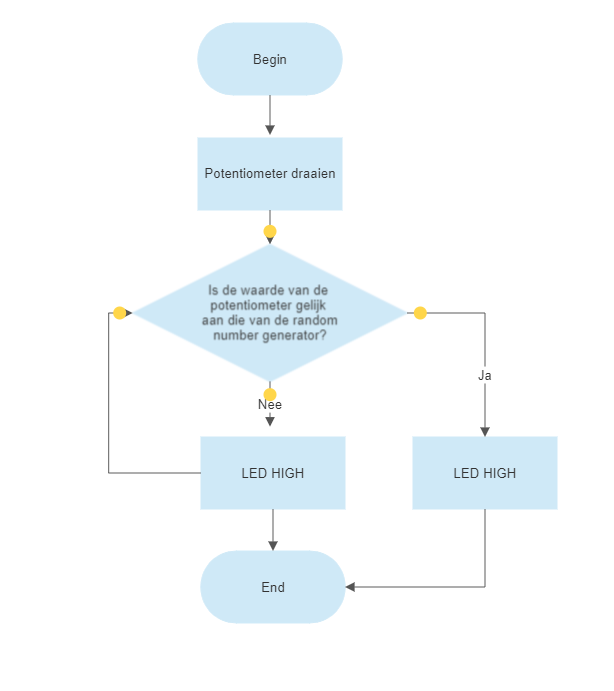 Begin
Potentiometer draaien
Is de waarde van de
potentiometer gelijk
aan die van de random
number generator?
Nee
Ja
LED HIGH
LED HIGH
End